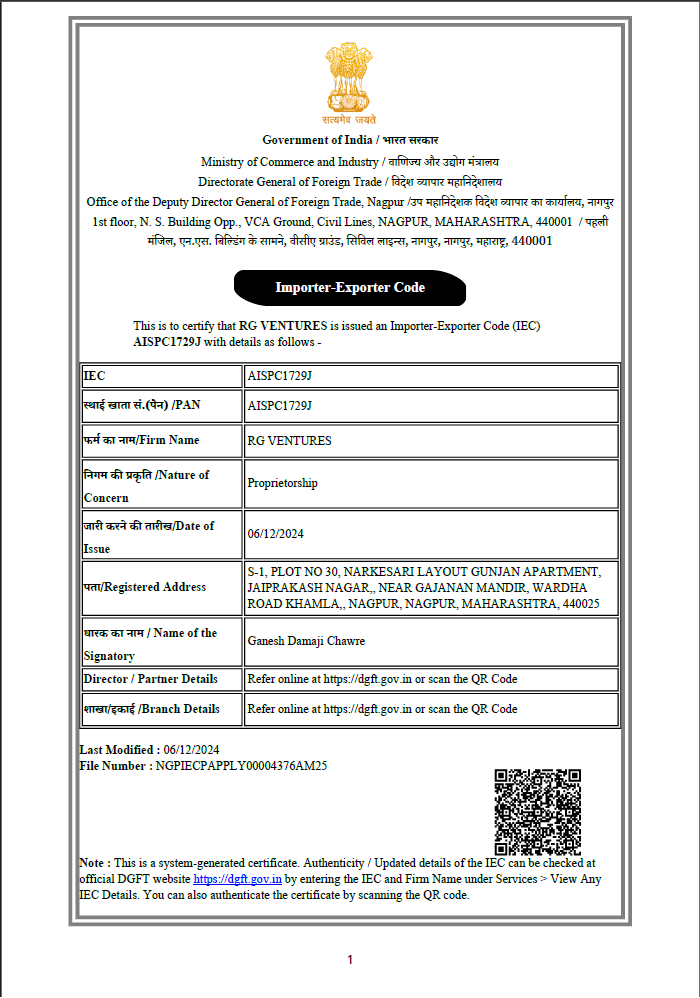 सत्यमेव जयते
Government of India / भारत सरकार
Ministry of Commerce and Industry / वाणिज्य और उद्योग मंत्रालय
Directorate General of Foreign Trade / विदेश व्यापार महानिदेशालय
Office of the Deputy Director General of Foreign Trade, Nagpur /उप महानिदेशक विदेश व्यापार का कार्यालय, नागपुर
1st floor, N. S. Building Opp., VCA Ground, Civil Lines, NAGPUR, MAHARASHTRA, 440001 / पहली
मंजिल, एन.एस. बिल्डिंग के सामने, वीसीए ग्राउंड, सिविल लाइन्स, नागपुर, नागपुर, महाराष्ट्र, 440001
Importer-Exporter Code
This is to certify that RG VENTURES is issued an Importer-Exporter Code (IEC)
AISPC1729J with details as follows -
IEC AISPC1729J
स्थाई खाता सं.(पैन) /PAN AISPC1729J
फर्म का नाम/Firm Name RG VENTURES
निगम की प्रकृति /Nature of
Concern
Proprietorship
जारी करने की तारीख/Date of
Issue
06/12/2024
पता/Registered Address
S-1, PLOT NO 30, NARKESARI LAYOUT GUNJAN APARTMENT,
JAIPRAKASH NAGAR,, NEAR GAJANAN MANDIR, WARDHA
ROAD KHAMLA,, NAGPUR, NAGPUR, MAHARASHTRA, 440025
धारक का नाम / Name of the
Signatory
Ganesh Damaji Chawre
Director / Partner Details Refer online at https://dgft.gov.in or scan the QR Code
शाखा/इकाई /Branch Details Refer online at https://dgft.gov.in or scan the QR Code
Last Modified : 06/12/2024
File Number : NGPIECPAPPLY00004376AM25
Note : This is a system-generated certificate. Authenticity / Updated details of the IEC can be checked at
official DGFT website https://dgft.gov.in by entering the IEC and Firm Name under Services > View Any
IEC Details. You can also authenticate the certificate by scanning the QR code.
1